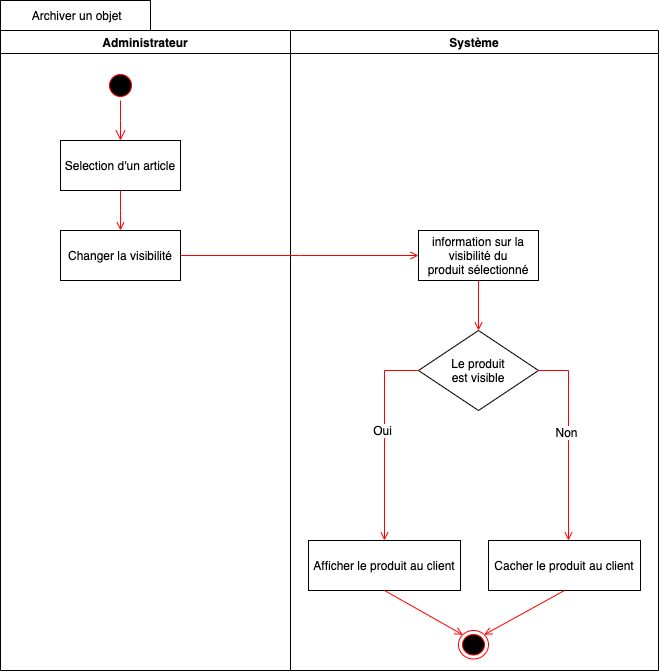 Archiver un objet
Administrateur
Système
Selection d'un article
Changer la visibilité
information sur la
visibilité du
produit sélectionné
Le produit
est visible
Oui
Non
Afficher le produit au client
Cacher le produit au client